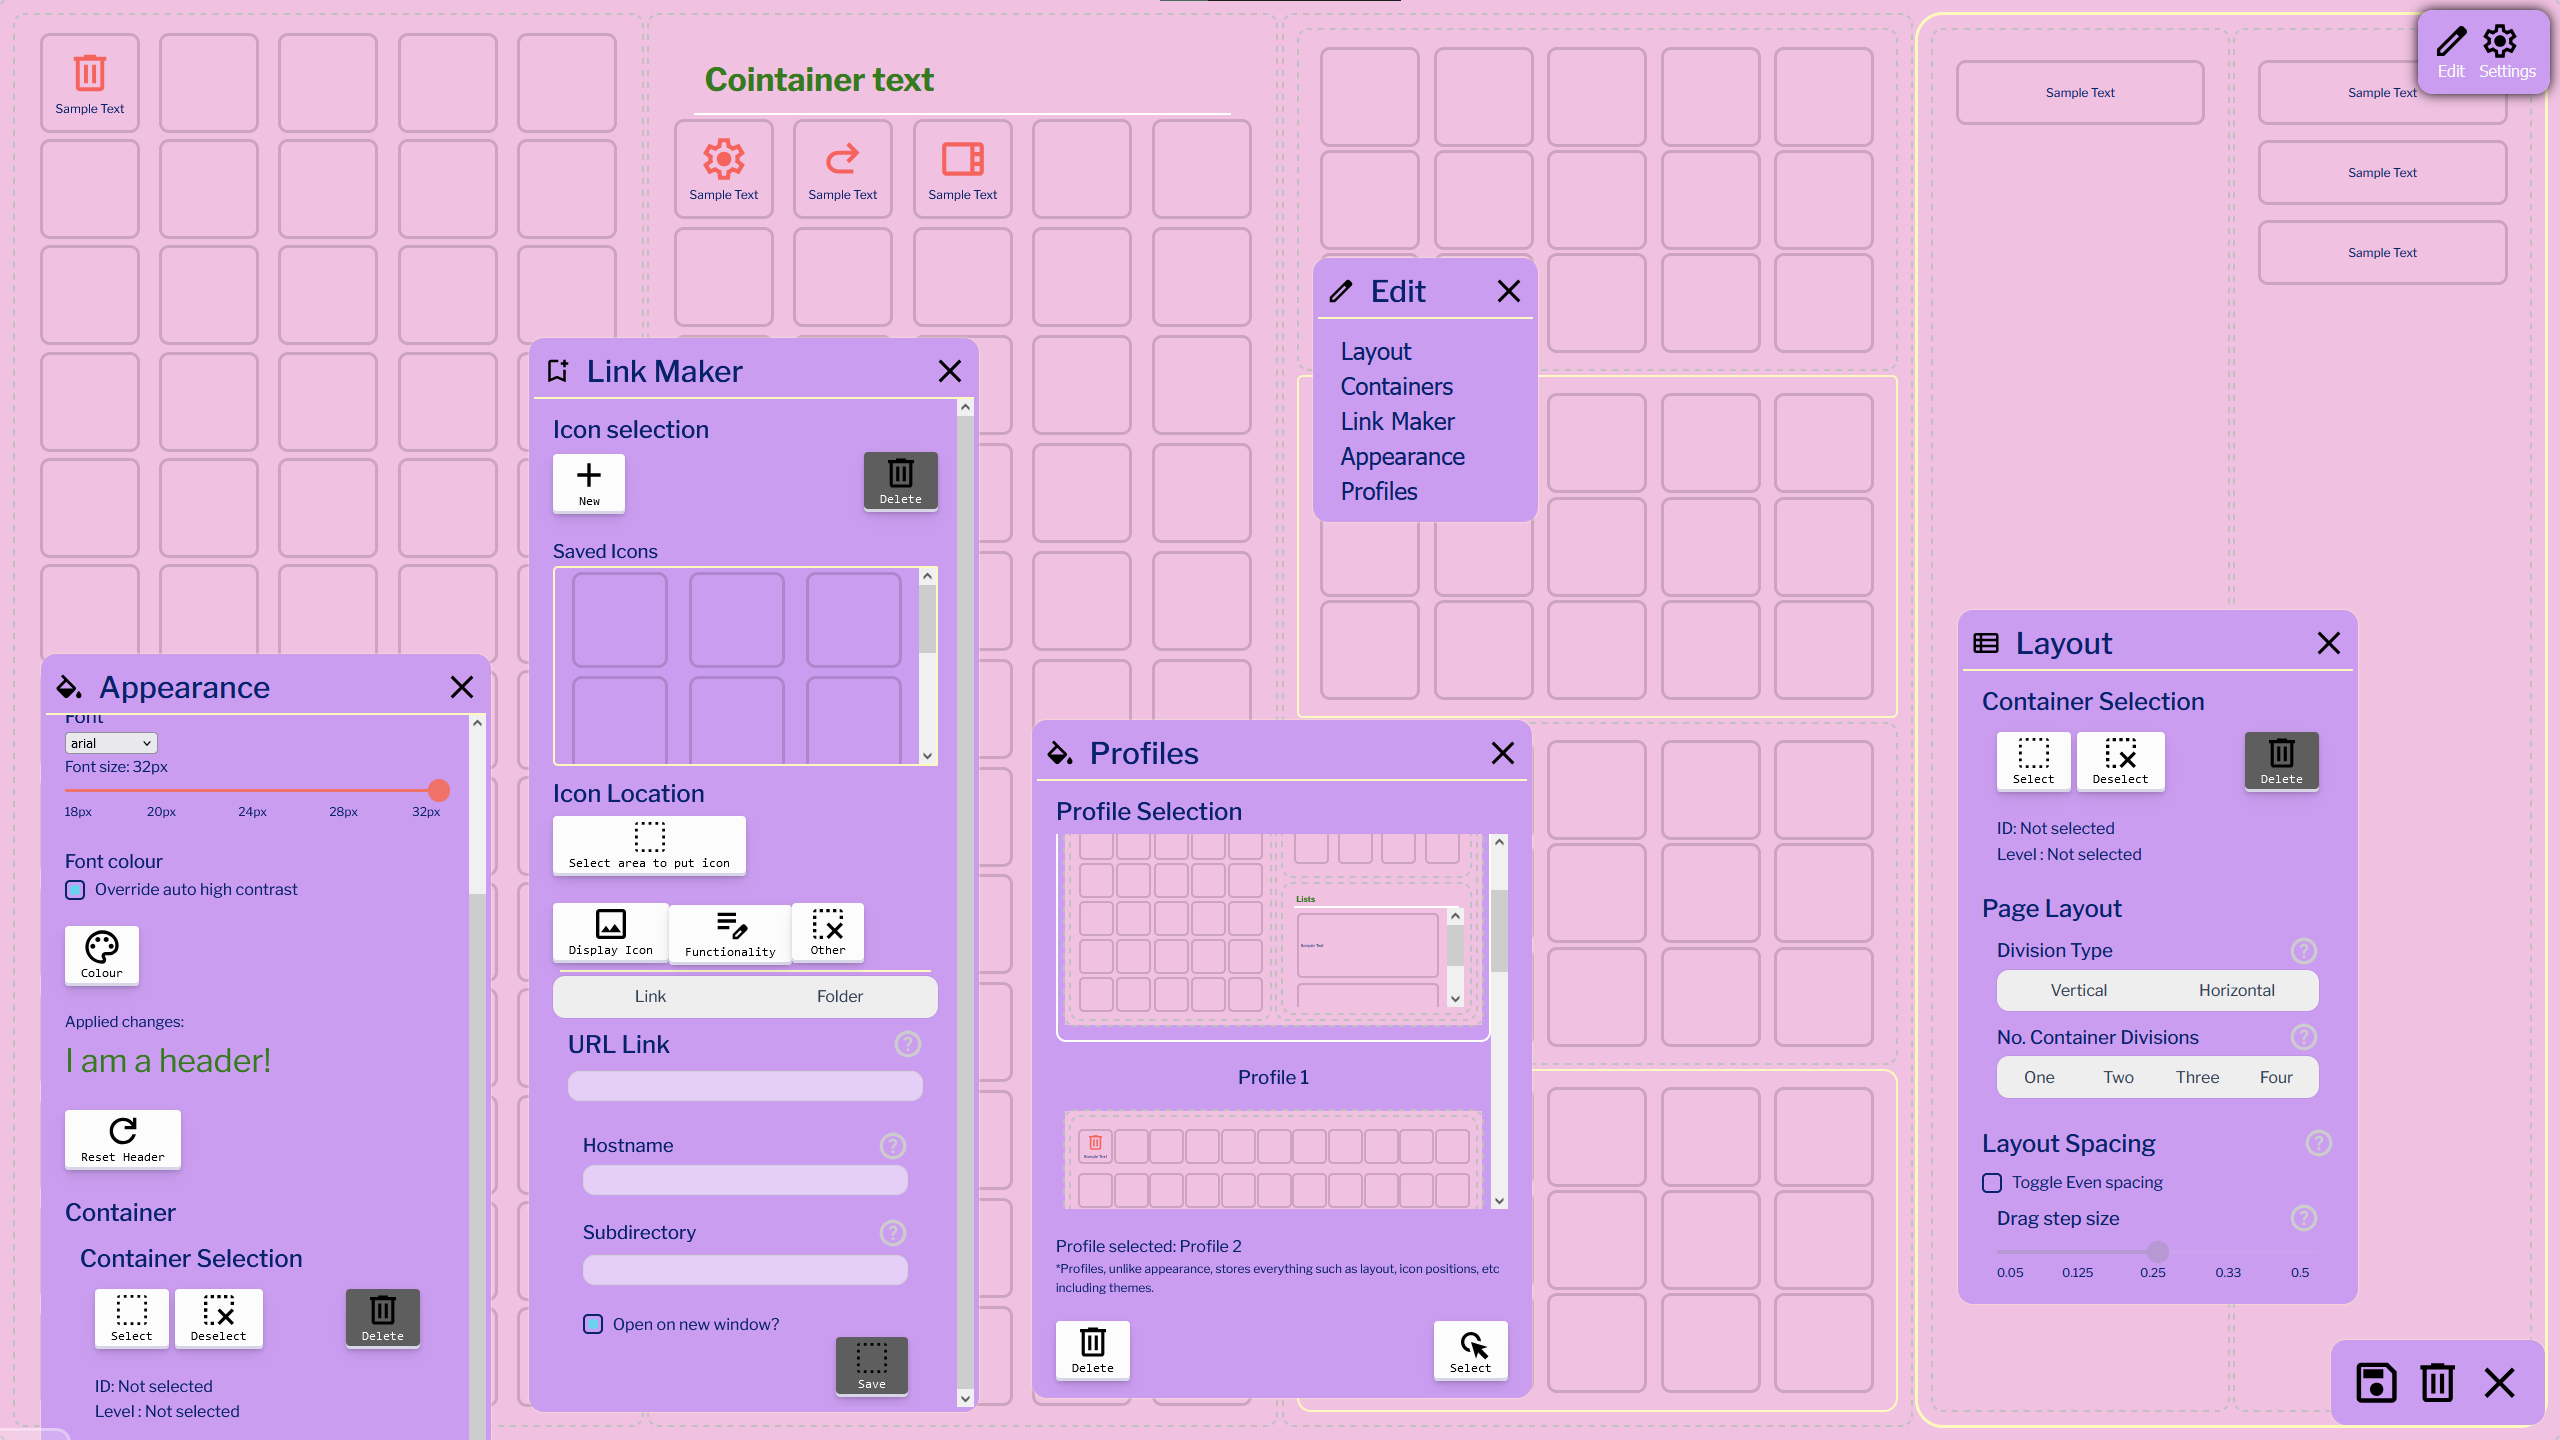 Sample Text
Cointainer text
Sample Text
Sample Text
Sample Text
Edit
Settings
Sample Text
Sample Text
Sample Text
Sample Text
Edit
Layout
Containers
Link Maker
Appearance
Profiles
Link Maker
Icon selection
New
Delete
Saved Icons
Icon Location
Select area to put icon
Display Icon
Functionality
Other
Link
Folder
URL Link
?
Hostname
?
Subdirectory
?
Open on new window?
Save
Appearance
Font
arial
Font size: 32px
18px 20px 24px 28px 32px
Font colour
Override auto high contrast
Colour
Applied changes:
I am a header!
Reset Header
Container
Container Selection
Select
Deselect
Delete
ID: Not selected
Level : Not selected
Profiles
Profile Selection
Lists
Sample Text
Profile 1
Sample Text
Profile selected: Profile 2
*Profiles, unlike appearance, stores everything such as layout, icon positions, etc
including themes.
Delete
Select
Layout
Container Selection
Select
Deselect
Delete
ID: Not selected
Level : Not selected
Page Layout
Division Type
?
Vertical
Horizontal
No. Container Divisions
?
One Two Three Four
Layout Spacing
?
Toggle Even spacing
Drag step size
?
0.05 0.125 0.25 0.33 0.5